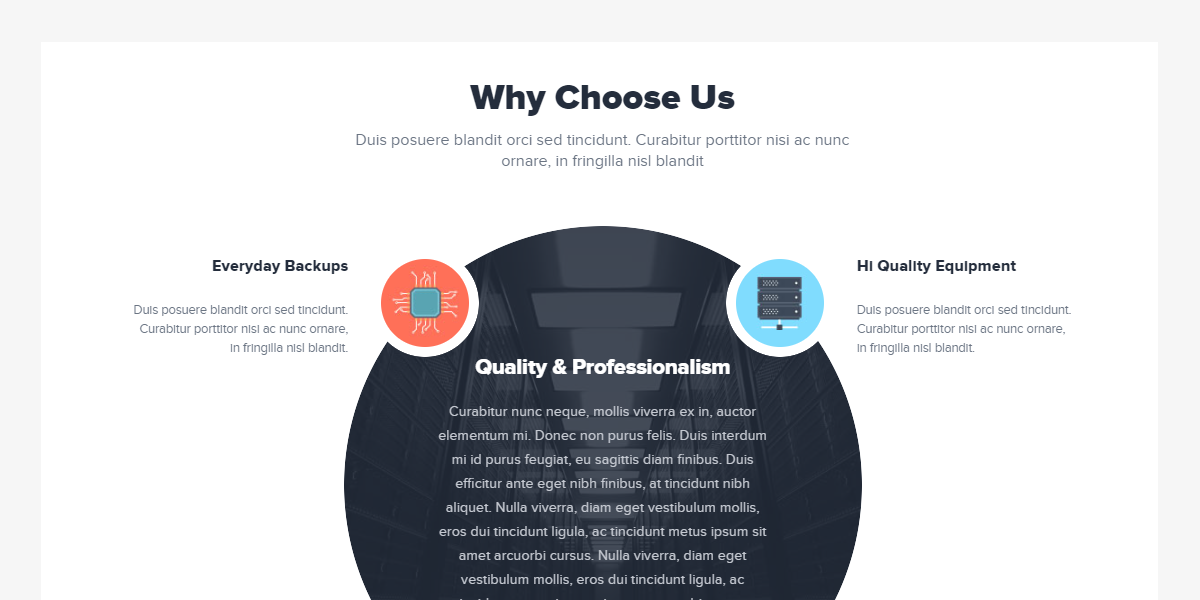 Why Choose Us
Duis posuere blandit orci sed tincidunt. Curabitur porttitor nisi ac nunc
ornare, in fringilla nisl blandit
Everyday Backups
Duis posuere blandit orci sed tincidunt.
Curabitur porttitor nisi ac nunc ornare,
in fringilla nisl blandit.
Hi Quality Equipment
Duis posuere blandit orci sed tincidunt.
Curabitur porttitor nisi ac nunc ornare,
in fringilla nisl blandit.
Quality & Professionalism
Curabitur nunc neque, mollis viverra ex in, auctor
elementum mi. Donec non purus felis. Duis interdum
mi id purus feugiat, eu sagittis diam finibus. Duis
efficitur ante eget nibh finibus, at tincidunt nibh
aliquet. Nulla viverra, diam eget vestibulum mollis,
eros dui tincidunt ligula, ac tincidunt metus ipsum sit
amet arcuorbi cursus. Nulla viverra, diam eget
vestibulum mollis, eros dui tincidunt ligula, ac